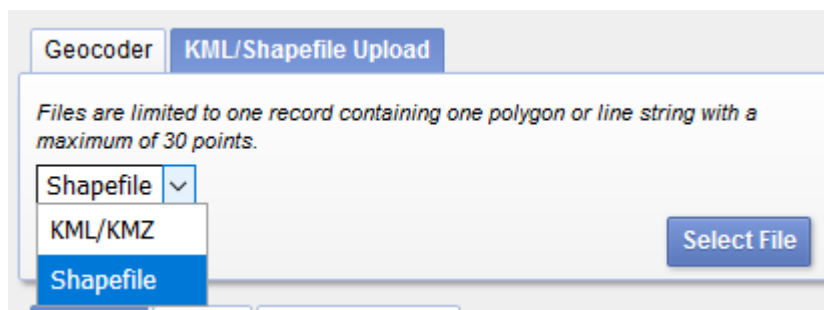 Geocoder KML/Shapefile Upload
Files are limited to one record containing one polygon or line string with a
maximum of 30 points.
Shapefile
KML/KMZ
Select File
Shapefile